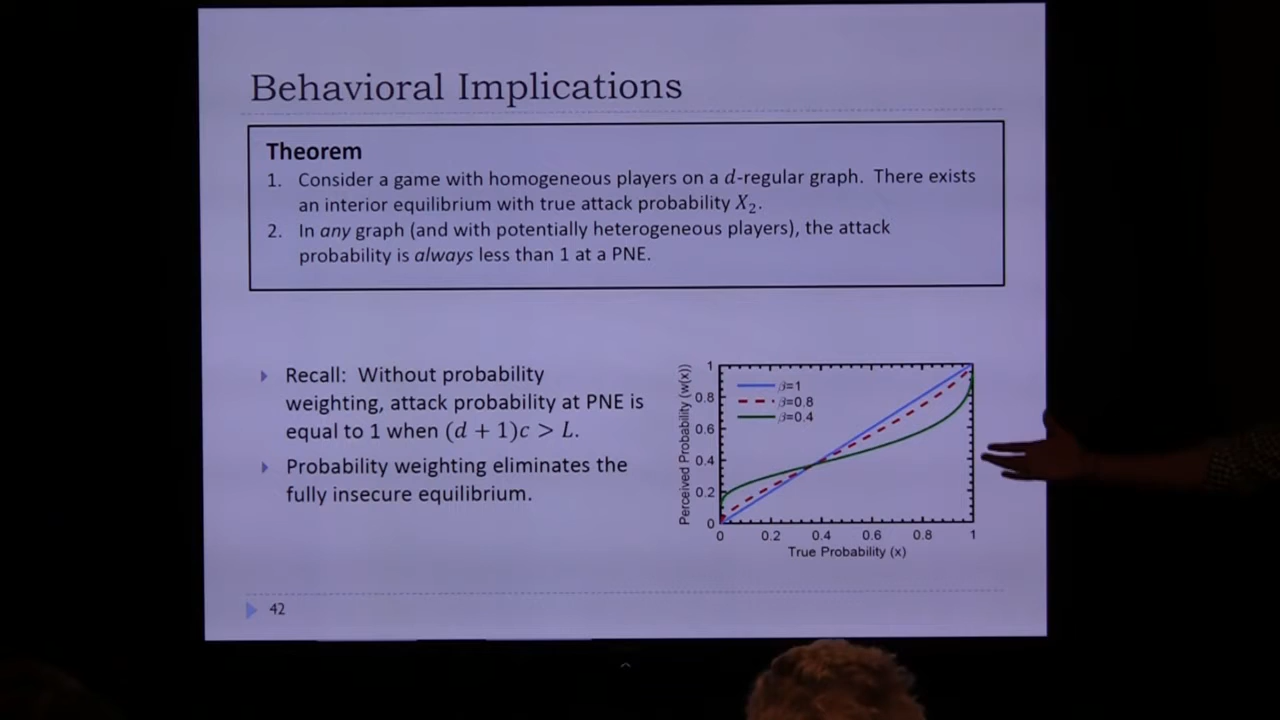 Behavioral Implications
Theorem
1. Consider a game with homogeneous players on a d-regular graph. There exists
an interior equilibrium with true attack probability X₂.
2. In any graph (and with potentially heterogeneous players), the attack
probability is always less than 1 at a PNE.
Recall: Without probability
weighting, attack probability at PNE is
equal to 1 when (d + 1)c > L.
Probability weighting eliminates the
fully insecure equilibrium.
Perceived Probability (w(x))
1
0.8
0.6
0.4
0.2
0
β=1
β=0.8
β=0.4
0 0.2 0.4 0.6 0.8 1
True Probability (x)
42